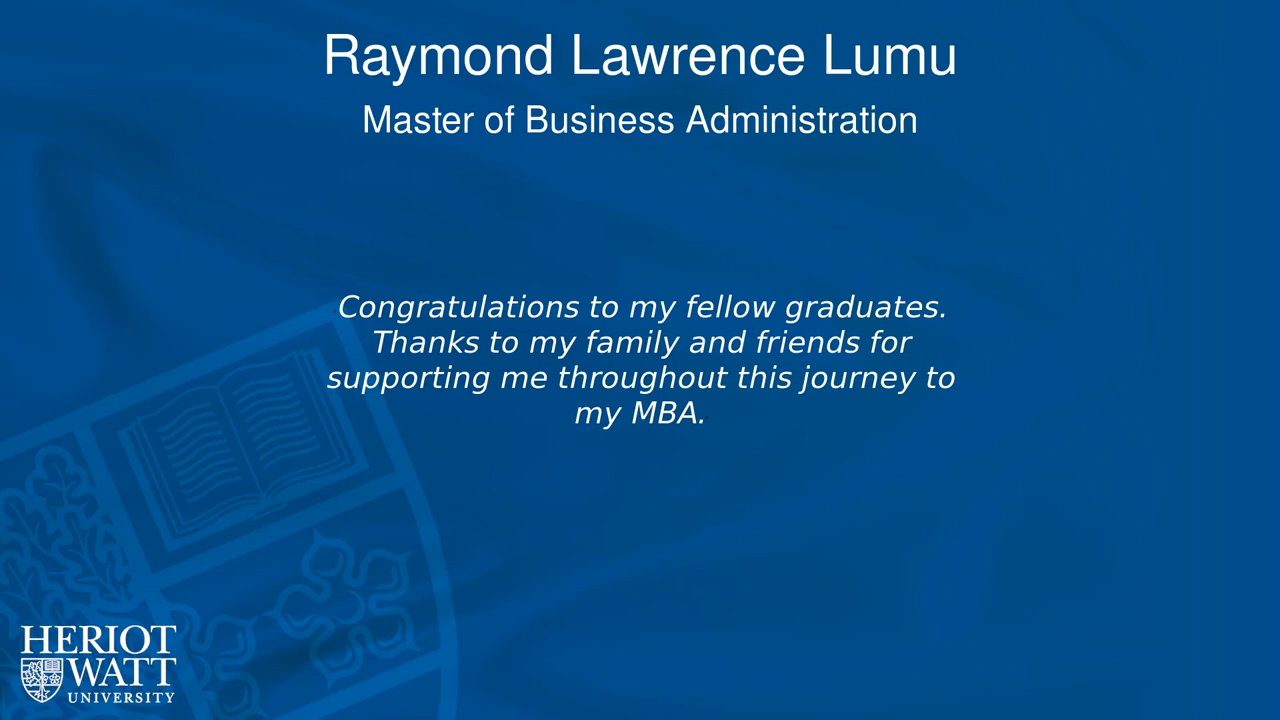 Raymond Lawrence Lumu
Master of Business Administration
Congratulations to my fellow graduates.
Thanks to my family and friends for
supporting me throughout this journey to
my MBA.
HERIOT
WATT
UNIVERSITY